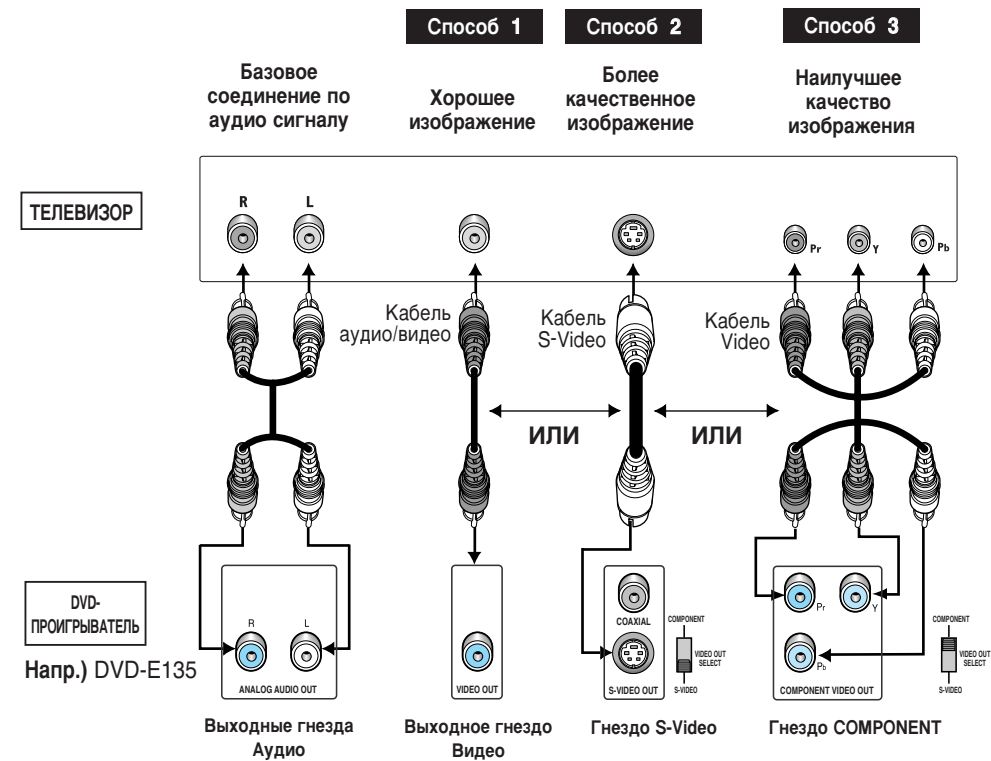 Способ 1
Способ 2
Способ 3
Базовое
соединение по
аудио сигналу
Хорошее
изображение
Более
качественное
изображение
Наилучшее
качество
изображения
ТЕЛЕВИЗОР
R
L
Pr
Y
Pb
Кабель
аудио/видео
Кабель
S-Video
Кабель
Video
ИЛИ
ИЛИ
DVD-
ПРОИГРЫВАТЕЛЬ
Напр.) DVD-E135
R
L
ANALOG AUDIO OUT
VIDEO OUT
COAXIAL
S-VIDEO OUT
COMPONENT
VIDEO OUT
SELECT
S-VIDEO
Pr
Y
Pb
COMPONENT VIDEO OUT
COMPONENT
VIDEO OUT
SELECT
S-VIDEO
Выходные гнезда
Аудио
Выходное гнездо
Видео
Гнездо S-Video
Гнездо COMPONENT